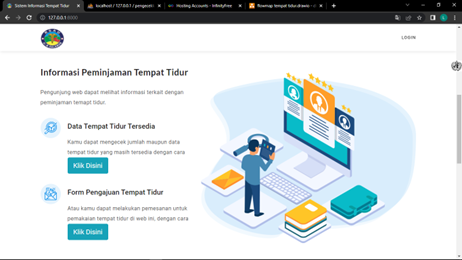 Sistem Informasi Tempat Tidur
localhost / 127.0.0.1 / pengecek
Hosting Accounts - InfinityFree
Flowmap tempat tidur.drawio - d
127.0.0.1:8000
LOGIN
Informasi Peminjaman Tempat Tidur
Pengunjung web dapat melihat informasi terkait dengan
peminjaman temapt tidur.
Data Tempat Tidur Tersedia
Kamu dapat mengecek jumlah maupun data
tempat tidur yang masih tersedia dengan cara
Klik Disini
Form Pengajuan Tempat Tidur
Atau kamu dapat melakukan pemesanan untuk
pemakaian tempat tidur di web ini, dengan cara
Klik Disini